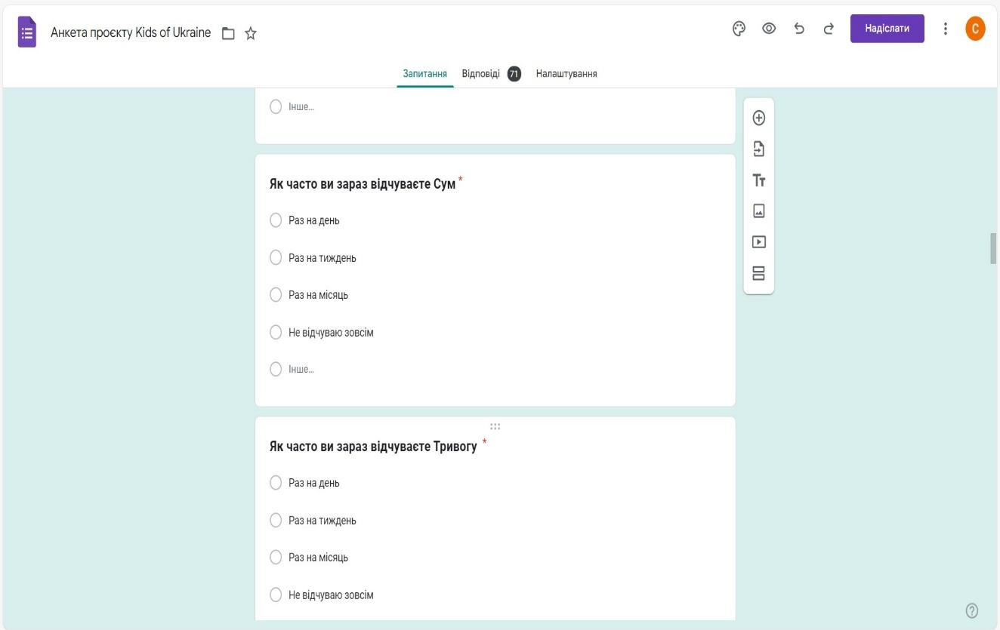 Анкета проєкту Kids of Ukraine
Надіслати
C
Запитання Відповіді 71 Налаштування
Інше...
Як часто ви зараз відчуваєте Сум *
Раз на день
Раз на тиждень
Раз на місяць
Не відчуваю зовсім
Інше...
Як часто ви зараз відчуваєте Тривогу *
Раз на день
Раз на тиждень
Раз на місяць
Не відчуваю зовсім